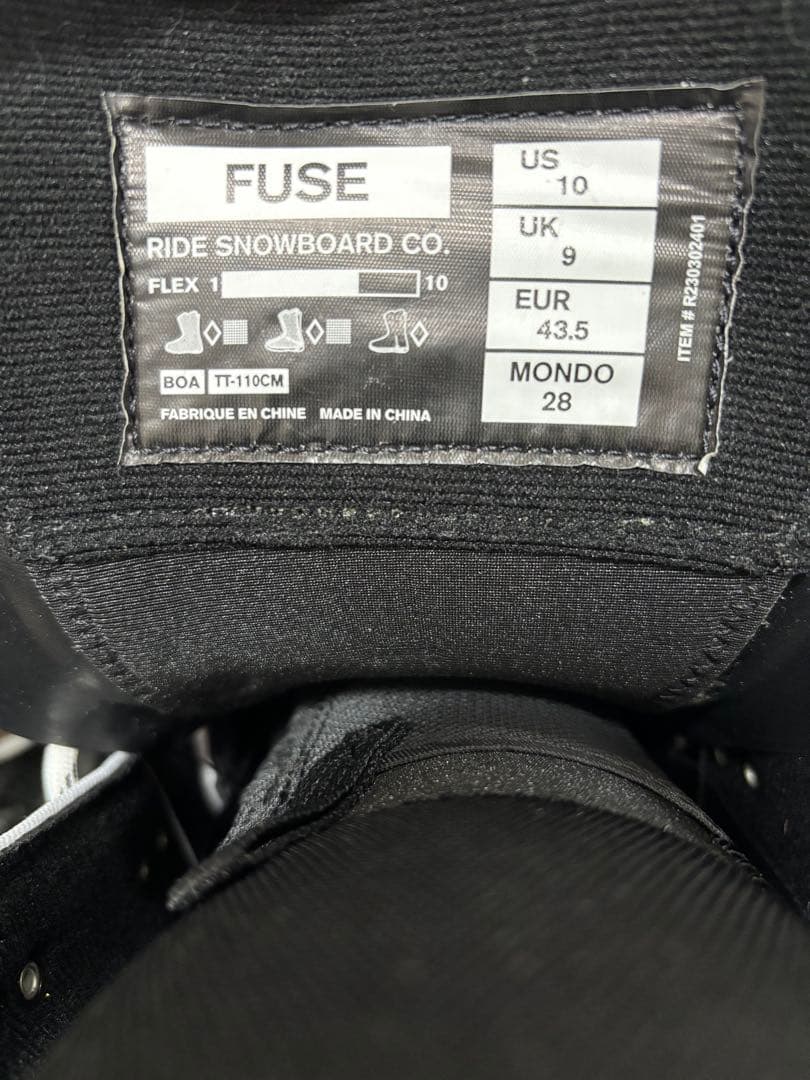 FUSE
RIDE SNOWBOARD CO.
FLEX 1 10
BOA TT-110CM
FABRIQUE EN CHINE MADE IN CHINA
US
10
UK
9
EUR
43.5
MONDO
28
ITEM # R230302401